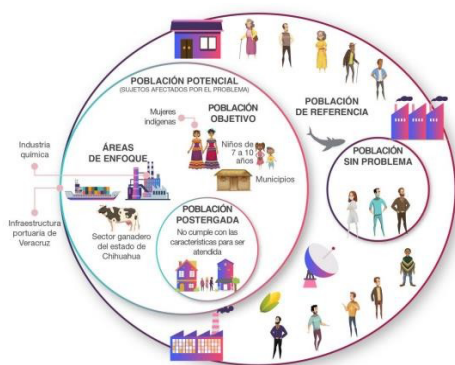 POBLACIÓN POTENCIAL
(SUJETOS AFECTADOS POR EL PROBLEMA)
Mujeres
indígenas
POBLACIÓN
OBJETIVO
Niños de
7 a 10
años
Municipios
ÁREAS
DE ENFOQUE
Industria
química
Infraestructura
portuaria de
Veracruz
Sector ganadero
del estado de
Chihuahua
POBLACIÓN
POSTERGADA
No cumple con las
características para ser
atendida
POBLACIÓN
DE REFERENCIA
POBLACIÓN
SIN PROBLEMA